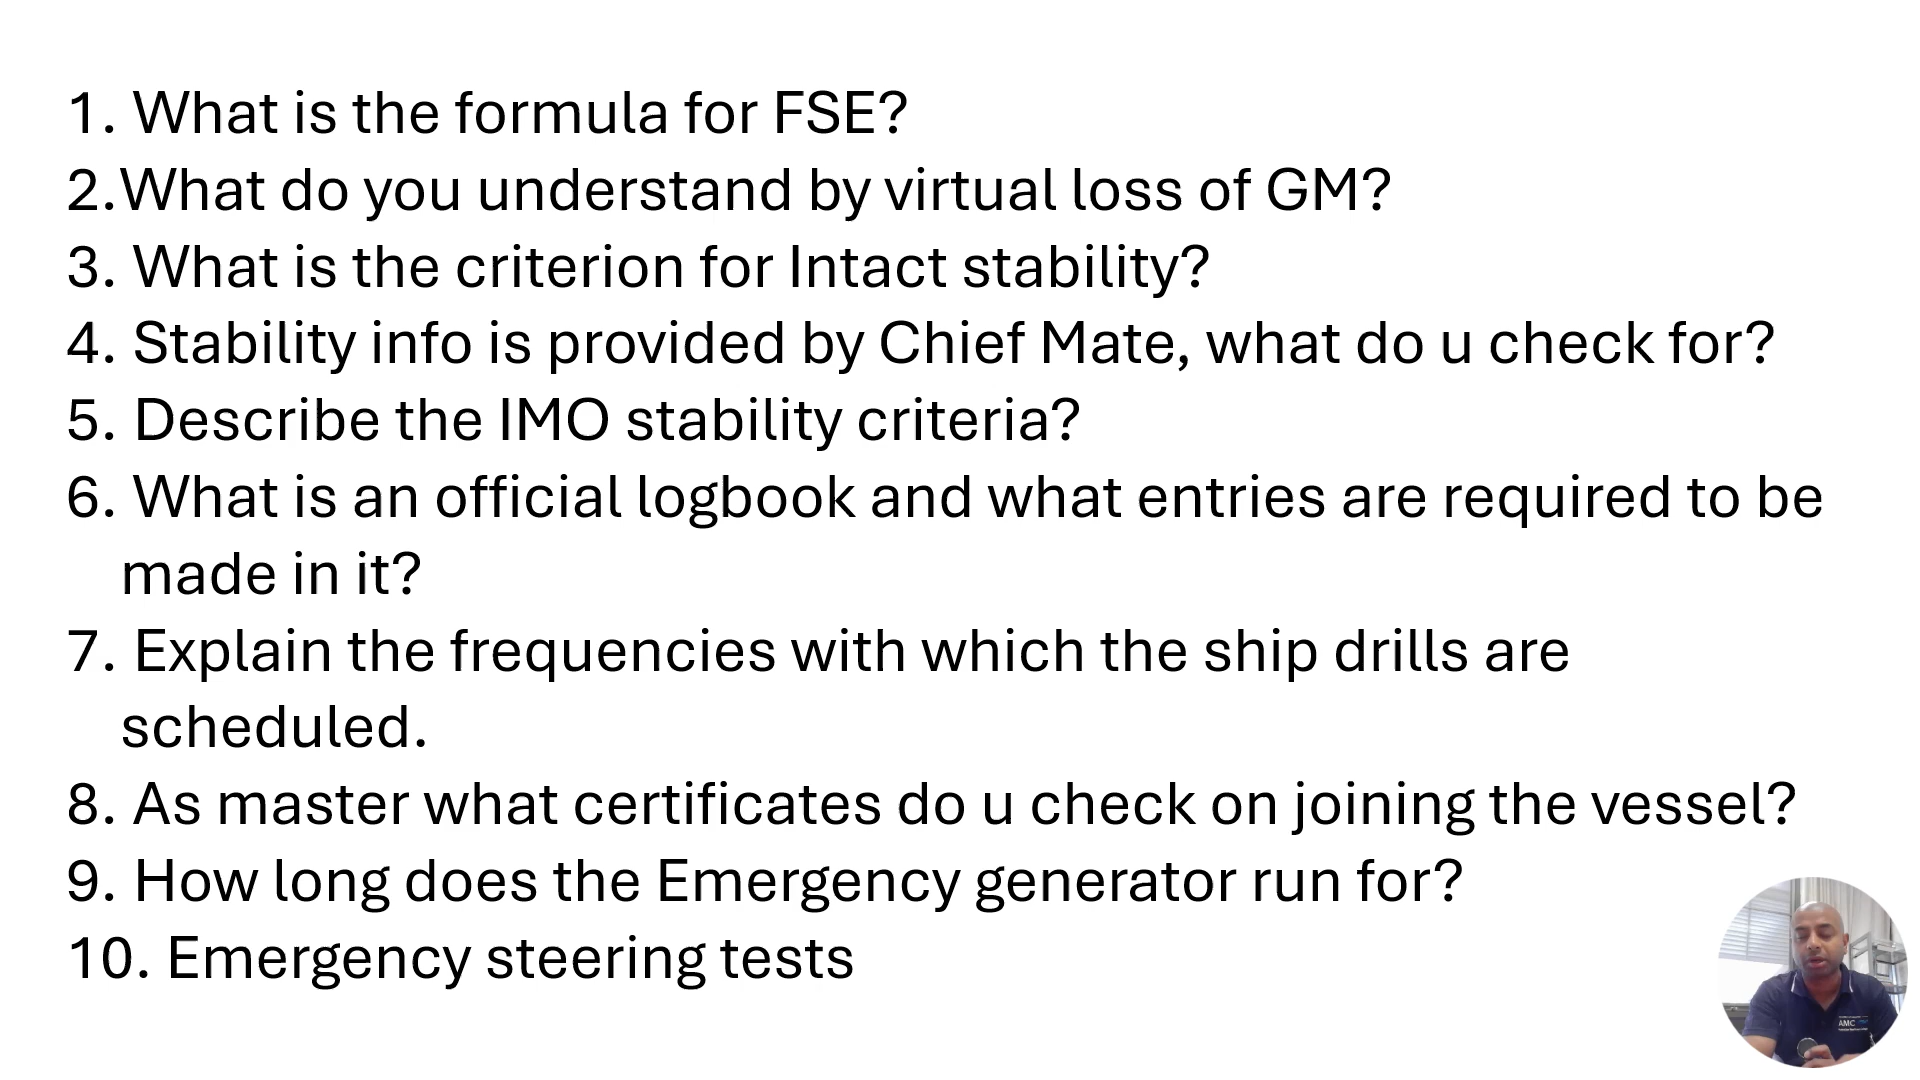 1. What is the formula for FSE?
2.What do you understand by virtual loss of GM?
3. What is the criterion for Intact stability?
4. Stability info is provided by Chief Mate, what do u check for?
5. Describe the IMO stability criteria?
6. What is an official logbook and what entries are required to be
made in it?
7. Explain the frequencies with which the ship drills are
scheduled.
8. As master what certificates do u check on joining the vessel?
9. How long does the Emergency generator run for?
10. Emergency steering tests
AMC